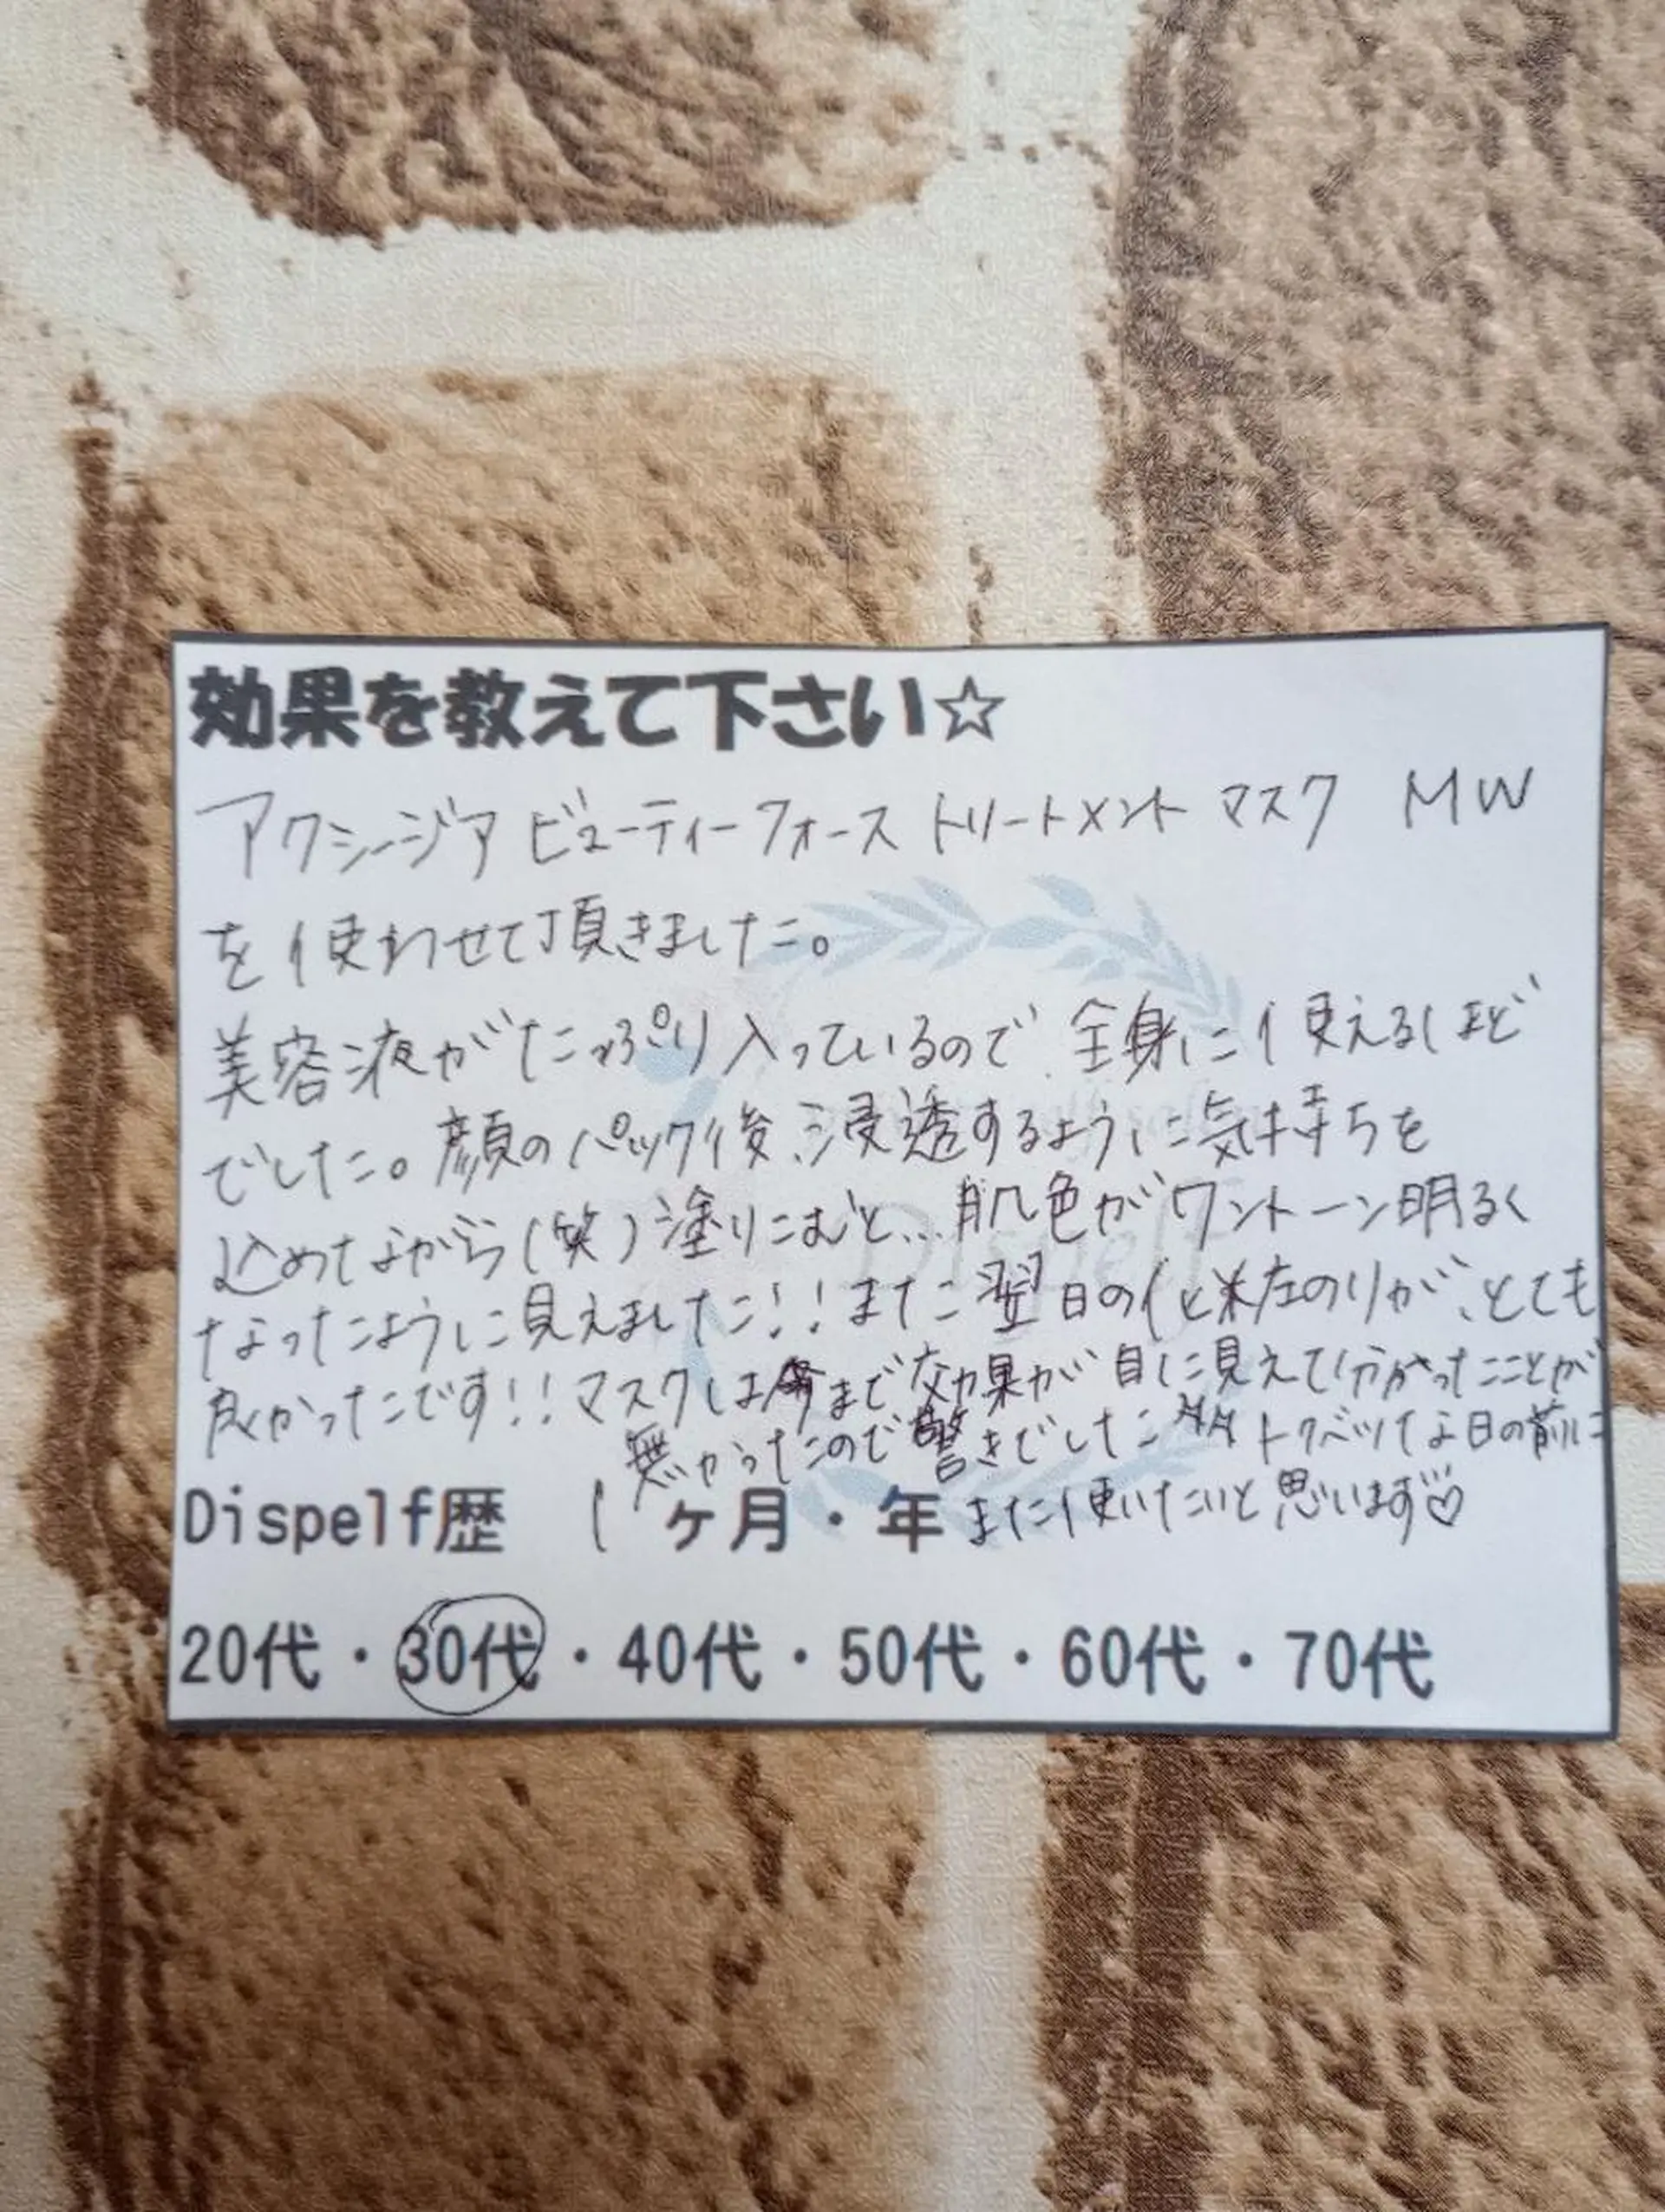 効果を教えて下さい☆
アクシージア ビューティーフォース トリートメント マスク MW
を使わせて頂きました。
美容液がたっぷり入っているので、全身に使えるほど
でした。顔のパック後、浸透するように気持ちを
込めながら(笑)塗りこむと…肌色がワントーン明るく
なったように見えました!!また翌日の化粧のりが、とても
良かったです!!マスクは今まで効果が目に見えて分かったことが
無かったので驚きでした^^ トクベツな日の前に
また使いたいと思います♡
Dispelf歴 1ヶ月・年
20代・30代・40代・50代・60代・70代